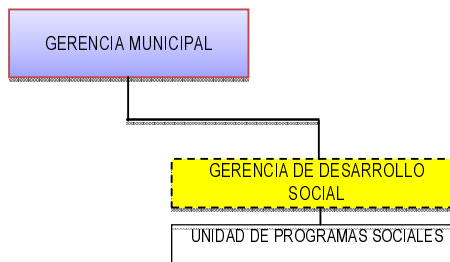 GERENCIA MUNICIPAL
GERENCIA DE DESARROLLO
SOCIAL
UNIDAD DE PROGRAMAS SOCIALES